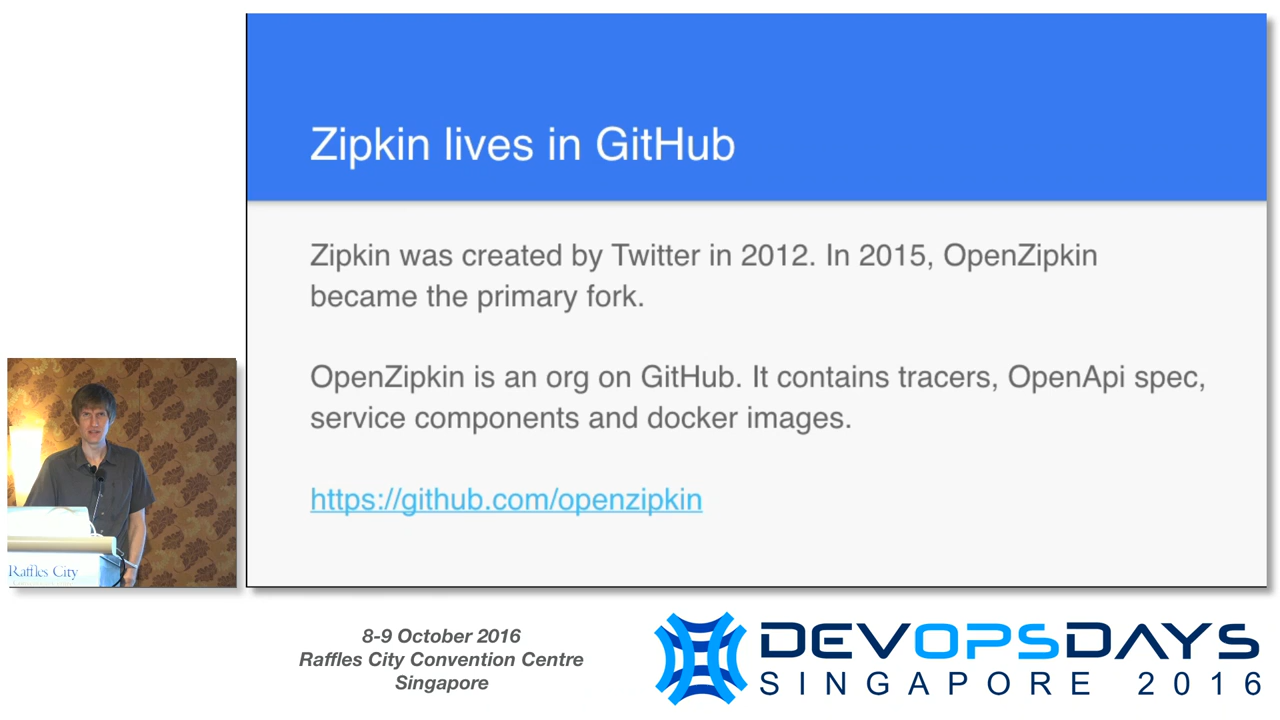 Zipkin lives in GitHub
Zipkin was created by Twitter in 2012. In 2015, OpenZipkin
became the primary fork.
OpenZipkin is an org on GitHub. It contains tracers, OpenApi spec,
service components and docker images.
https://github.com/openzipkin
Raffles City
8-9 October 2016
Raffles City Convention Centre
Singapore
DEVOPSDAYS
SINGAPORE 2016